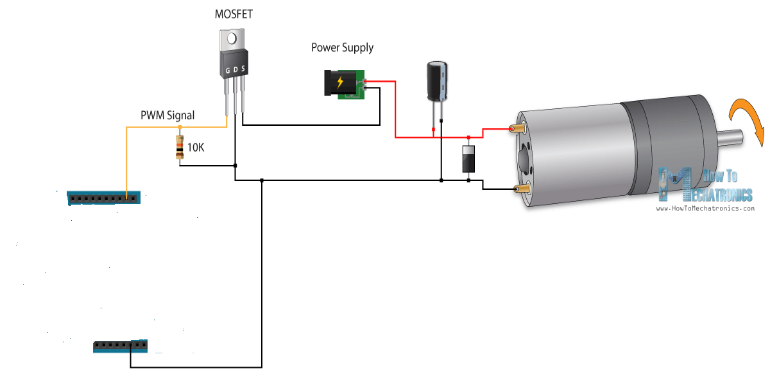 MOSFET
G D S
Power Supply
PWM Signal
10K
How To
MECHATRONICS
www.HowToMechatronics.com